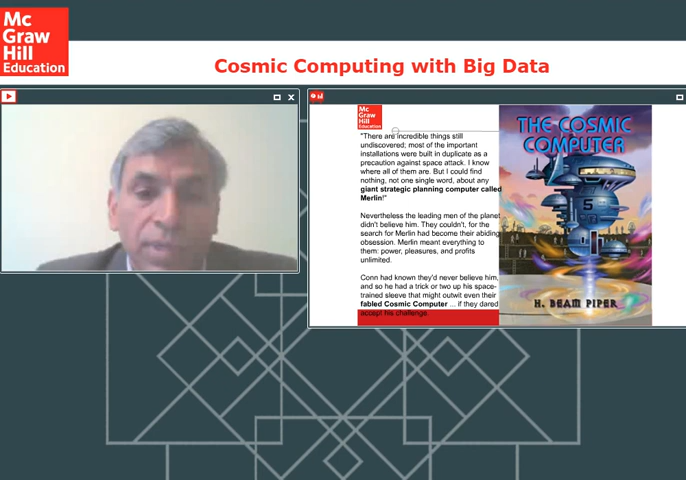 Mc
Graw
Hill
Education
Cosmic Computing with Big Data
Mc
Graw
Hill
Education
"There are incredible things still
undiscovered; most of the important
installations were built in duplicate as a
precaution against space attack. I know
where all of them are. But I could find
nothing, not one single word, about any
giant strategic planning computer called
Merlin!"
Nevertheless the leading men of the planet
didn't believe him. They couldn't, for the
search for Merlin had become their abiding
obsession. Merlin meant everything to
them: power, pleasures, and profits
unlimited.
Conn had known they'd never believe him,
and so he had a trick or two up his space-
trained sleeve that might outwit even their
fabled Cosmic Computer ... if they dared
accept his challenge.
THE COSMIC
COMPUTER
5
H. BEAM PIPER